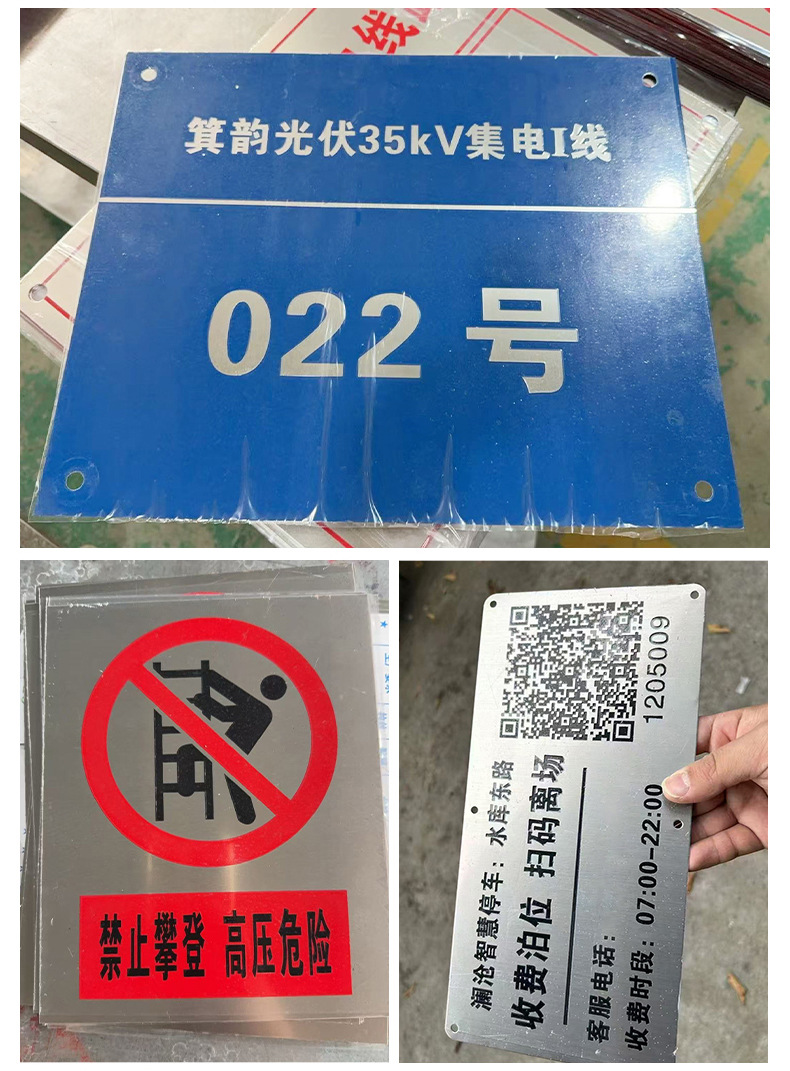 箕韵光伏35kV集电I线
022 号
禁止攀登 高压危险
1205009
澜沧智慧停车：水库东路
收费泊位 扫码离场
客服电话：
收费时段：07:00-22:00